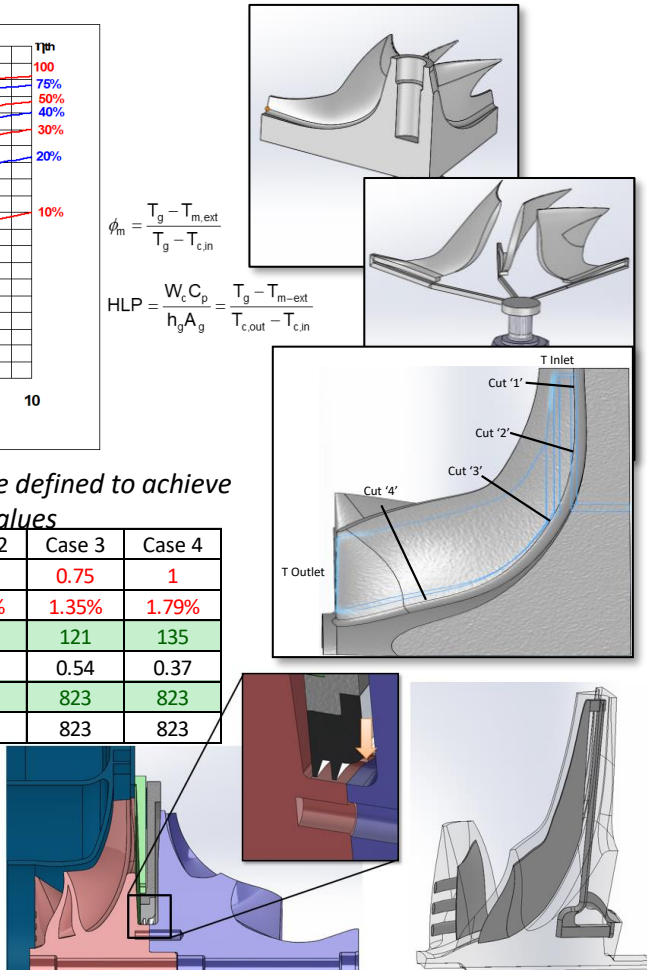 ηth
100
75%
50%
40%
30%
20%
10%
10
ϕm = (Tg − Tm,ext) / (Tg − Tc,in)
HLP = WcCp / hgAg = (Tg − Tm−ext) / (Tc,out − Tc,in)
T Inlet
Cut '1'
Cut '2'
Cut '3'
Cut '4'
T Outlet
e defined to achieve
alues
2 Case 3 Case 4
0.75 1
% 1.35% 1.79%
121 135
0.54 0.37
823 823
823 823